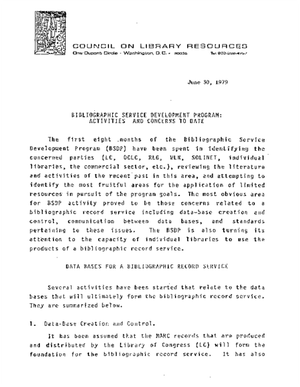 COUNCIL ON LIBRARY RESOURCES
One Dupont Circle · Washington, D.C. · 20036
June 30, 1979
BIBLIOGRAPHIC SERVICE DEVELOPMENT PROGRAM:
ACTIVITIES AND CONCERNS TO DATE
The first eight months of the Bibliographic Service
Development Program (BSDP) have been spent in identifying the
concerned parties (LC, OCLC, RLG, WLN, SOLINET, individual
libraries, the commercial sector, etc.), reviewing the literature
and activities of the recent past in this area, and attempting to
identify the most fruitful areas for the application of limited
resources in pursuit of the program goals. The most obvious area
for BSDP activity proved to be those concerns related to a
bibliographic record service including data-base creation and
control, communication between data bases, and standards
pertaining to these issues. The BSDP is also turning its
attention to the capacity of individual libraries to use the
products of a bibliographic record service.
DATA BASES FOR A BIBLIOGRAPHIC RECORD SERVICE
Several activities have been started that relate to the data
bases that will ultimately form the bibliographic record service.
They are summarized below.
1. Data-Base Creation and Control.
It has been assumed that the MARC records that are produced
and distributed by the Library of Congress (LC) will form the
foundation for the bibliographic record service. It has also